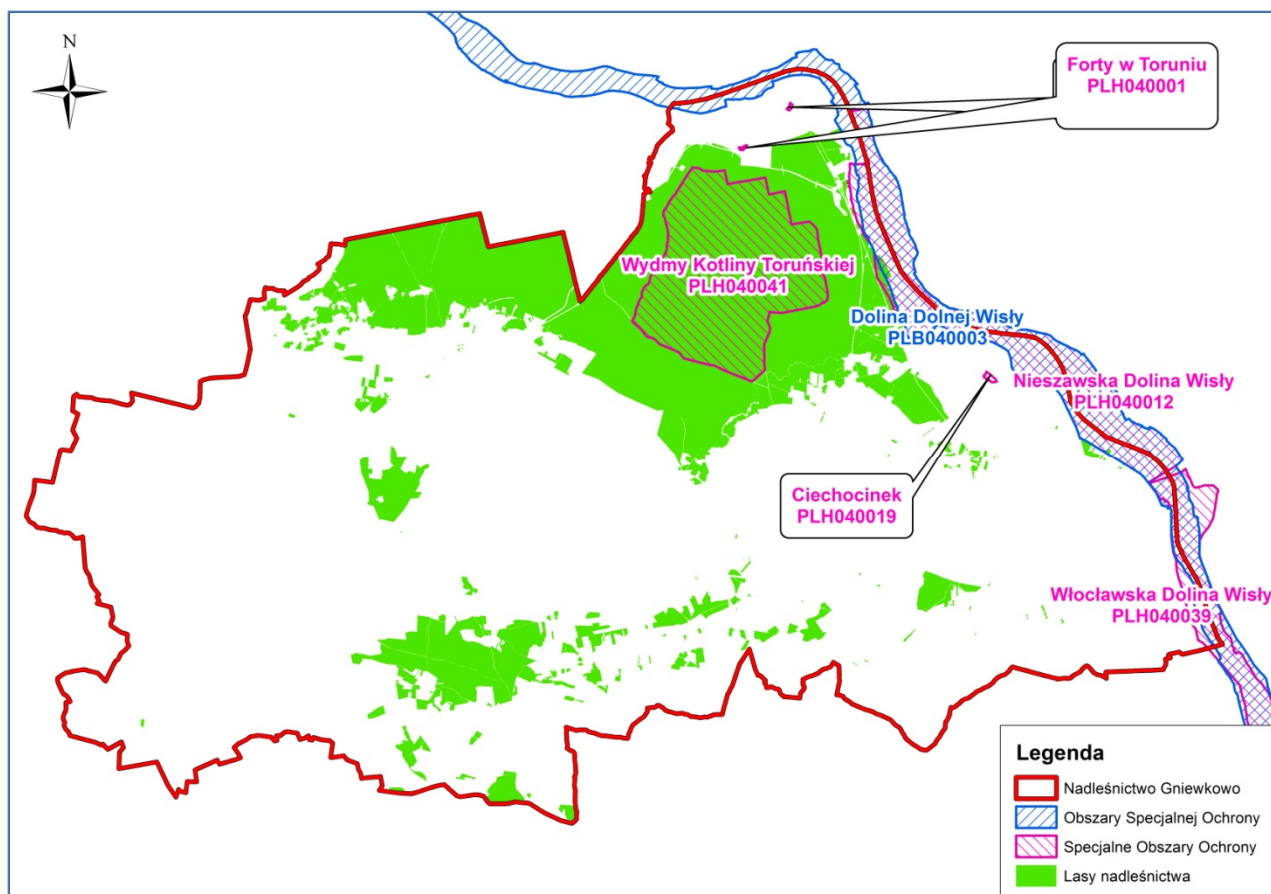 N
Forty w Toruniu
PLH040001
Wydmy Kotliny Toruńskiej
PLH040041
Dolina Dolnej Wisły
PLB040003
Nieszawska Dolina Wisły
PLH040012
Ciechocinek
PLH040019
Włocławska Dolina Wisły
PLH040039
Legenda
Nadleśnictwo Gniewkowo
Obszary Specjalnej Ochrony
Specjalne Obszary Ochrony
Lasy nadleśnictwa